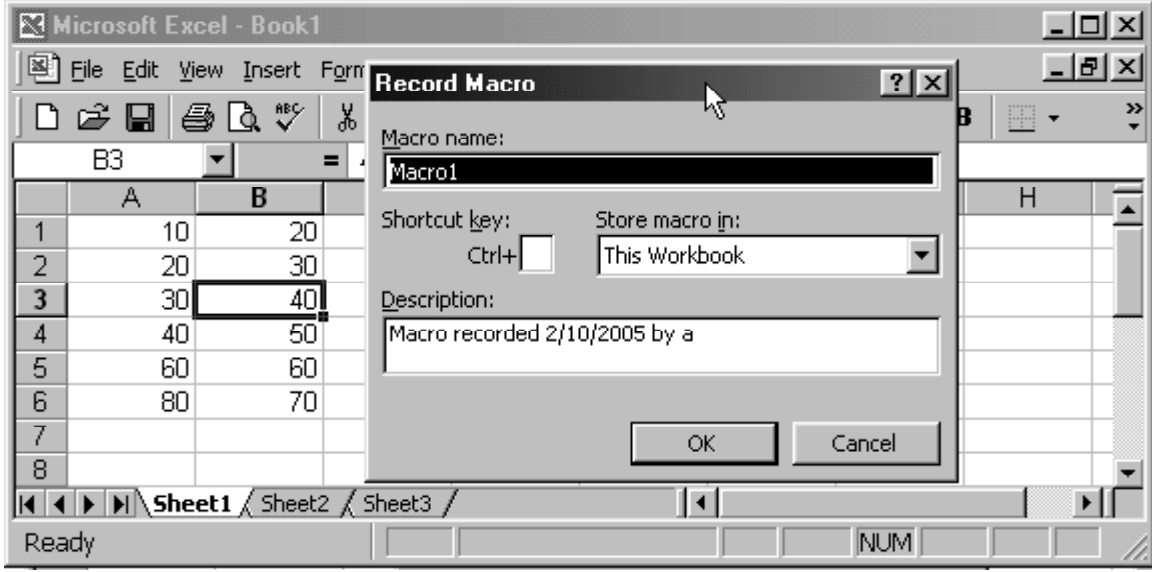 Microsoft Excel - Book1
File Edit View Insert Form
Record Macro
ABC
B
B3
=
Macro name:
Macro1
Shortcut key:
Store macro in:
Ctrl+
This Workbook
Description:
Macro recorded 2/10/2005 by a
OK
Cancel
A B H
1 10 20
2 20 30
3 30 40
4 40 50
5 60 60
6 80 70
7
8
Sheet1 Sheet2 Sheet3
Ready NUM